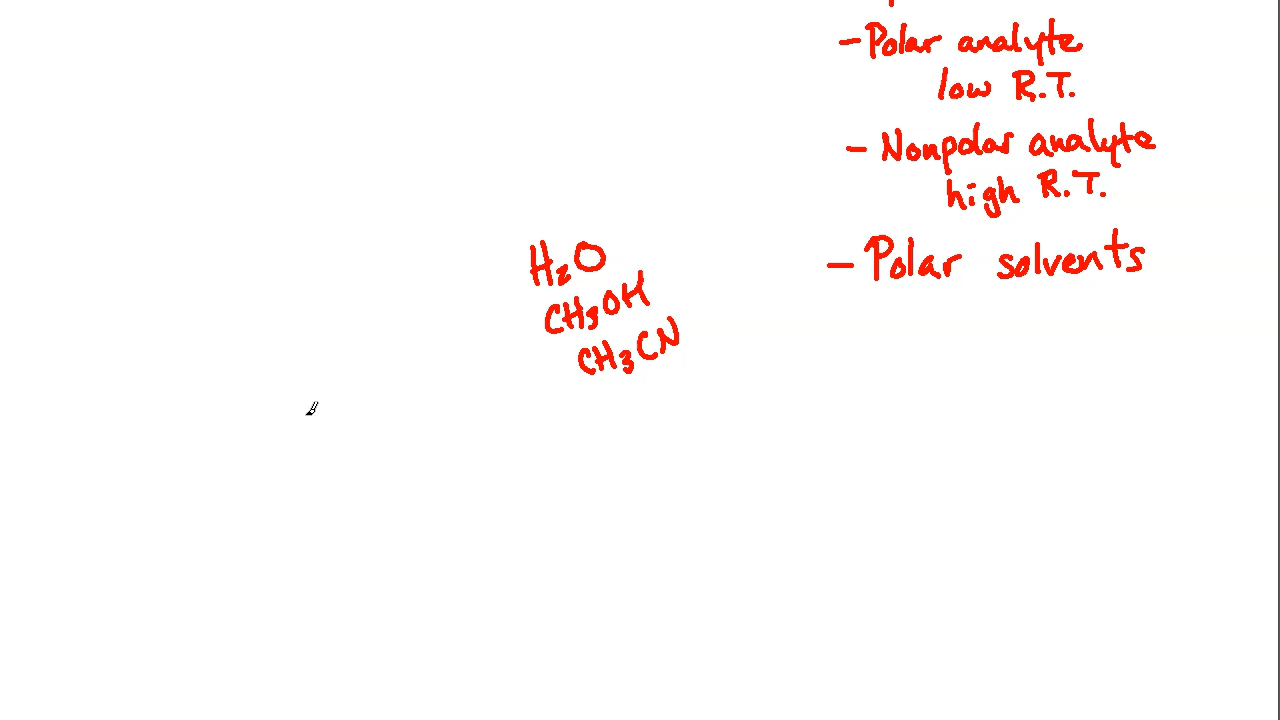 - Polar analyte
low R.T.
- Nonpolar analyte
high R.T.
- Polar solvents
H₂O
CH₃OH
CH₃CN